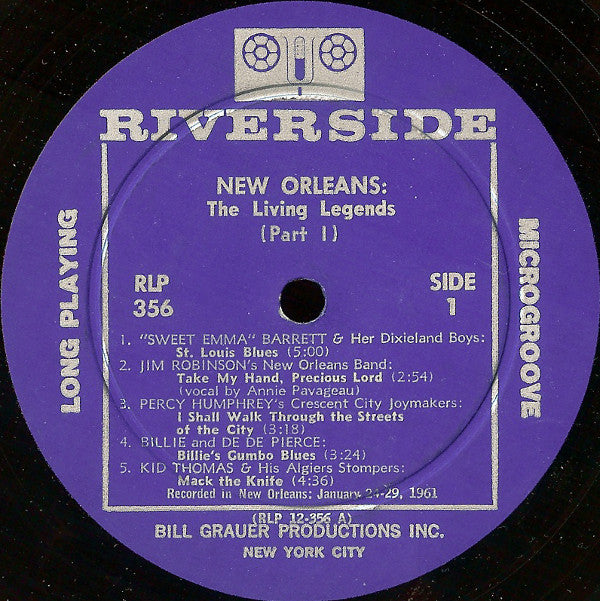 RIVERSIDE
NEW ORLEANS:
The Living Legends
(Part I)
LONG PLAYING
MICROGROOVE
RLP
356
SIDE
1
1. "SWEET EMMA" BARRETT & Her Dixieland Boys:
St. Louis Blues (5:00)
2. JIM ROBINSON's New Orleans Band:
Take My Hand, Precious Lord (2:54)
(vocal by Annie Pavageau)
3. PERCY HUMPHREY's Crescent City Joymakers:
I Shall Walk Through the Streets
of the City (3:18)
4. BILLIE and DE DE PIERCE:
Billie's Gumbo Blues (3:24)
5. KID THOMAS & His Algiers Stompers:
Mack the Knife (4:36)
Recorded in New Orleans: January 24-29, 1961
(RLP 12-356 A)
BILL GRAUER PRODUCTIONS INC.
NEW YORK CITY